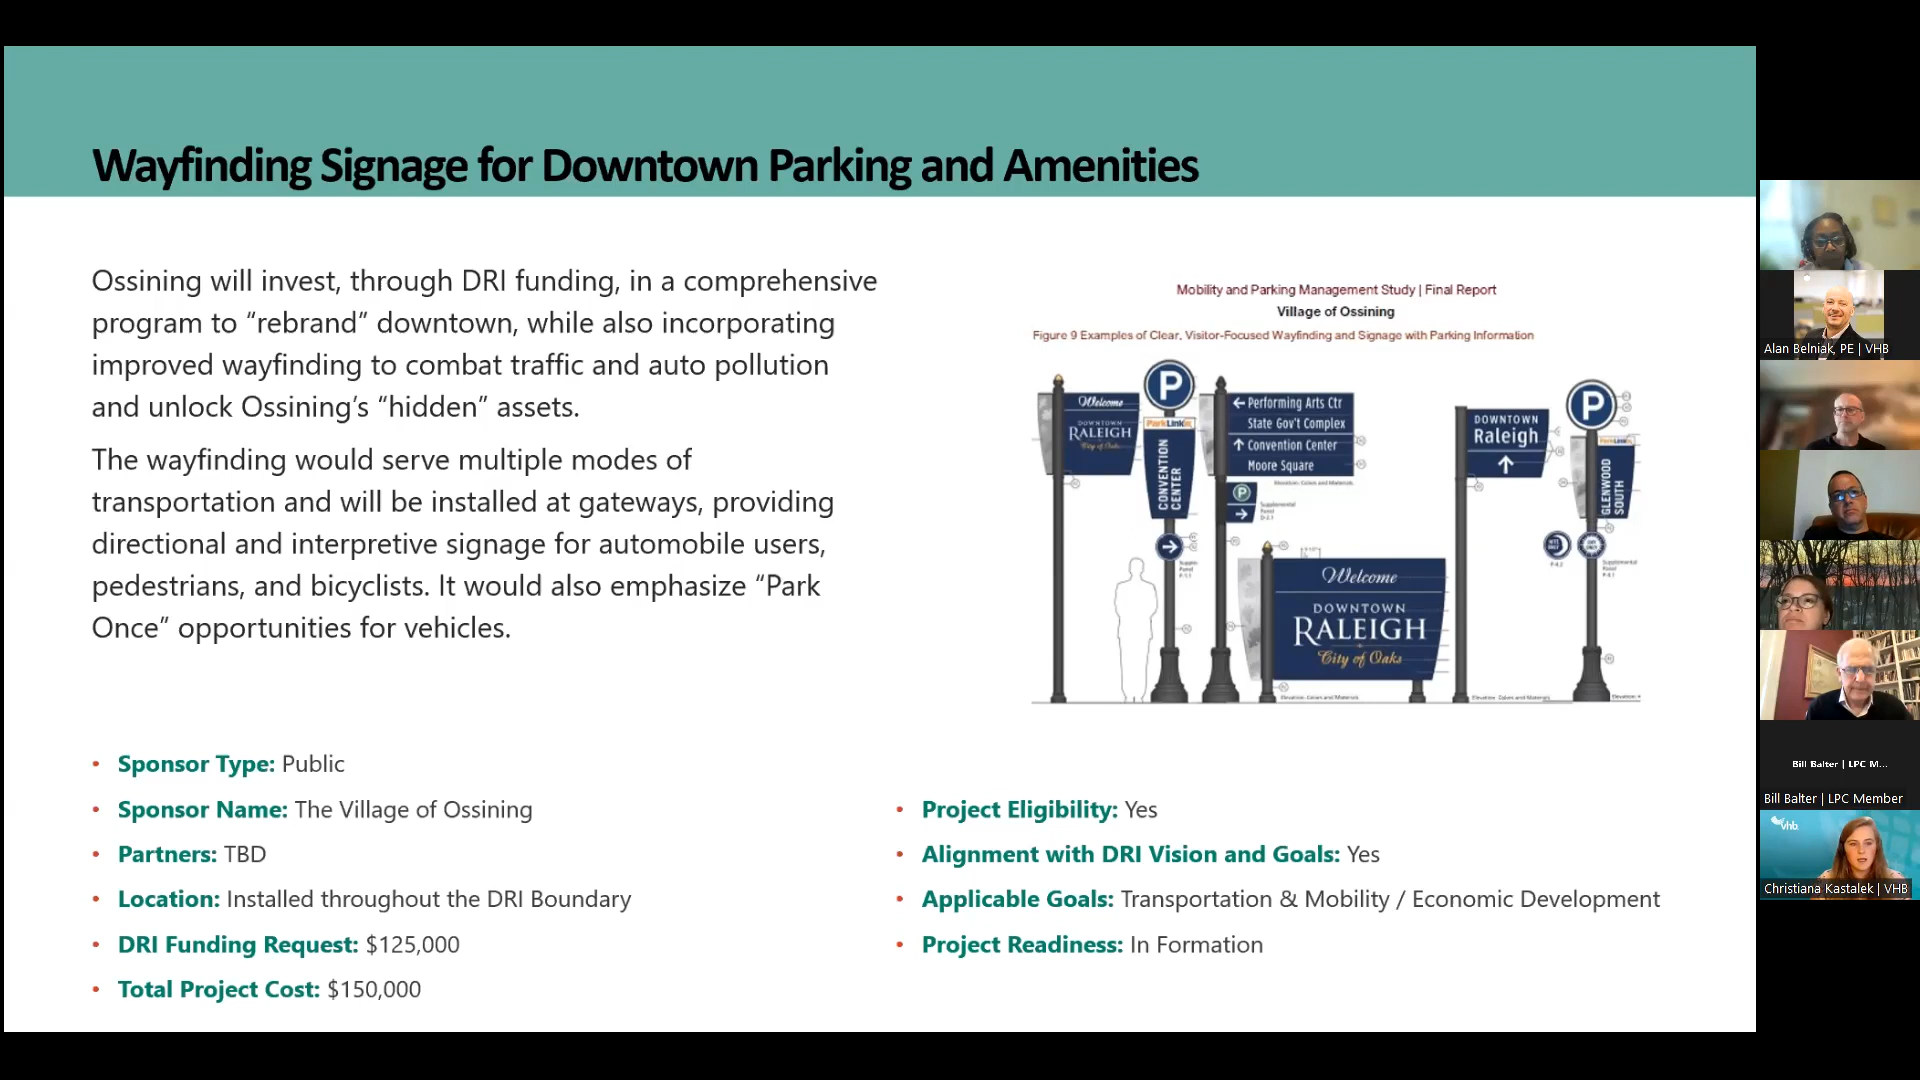 Wayfinding Signage for Downtown Parking and Amenities
Ossining will invest, through DRI funding, in a comprehensive
program to “rebrand” downtown, while also incorporating
improved wayfinding to combat traffic and auto pollution
and unlock Ossining’s “hidden” assets.
The wayfinding would serve multiple modes of
transportation and will be installed at gateways, providing
directional and interpretive signage for automobile users,
pedestrians, and bicyclists. It would also emphasize “Park
Once” opportunities for vehicles.
Mobility and Parking Management Study | Final Report
Village of Ossining
Figure 9 Examples of Clear, Visitor-Focused Wayfinding and Signage with Parking Information
Welcome
DOWNTOWN
RALEIGH
City of Oaks
P
ParkLink
CONVENTION
CENTER
← Performing Arts Ctr
State Gov't Complex
↑ Convention Center
Moore Square
P
→
→
Welcome
DOWNTOWN
RALEIGH
City of Oaks
DOWNTOWN
Raleigh
↑
P
GLENWOOD
SOUTH
• Sponsor Type: Public
• Sponsor Name: The Village of Ossining
• Partners: TBD
• Location: Installed throughout the DRI Boundary
• DRI Funding Request: $125,000
• Total Project Cost: $150,000
• Project Eligibility: Yes
• Alignment with DRI Vision and Goals: Yes
• Applicable Goals: Transportation & Mobility / Economic Development
• Project Readiness: In Formation
Alan Belniak, PE | VHB
Bill Balter | LPC M...
Bill Balter | LPC Member
vhb
Christiana Kastalek | VHB